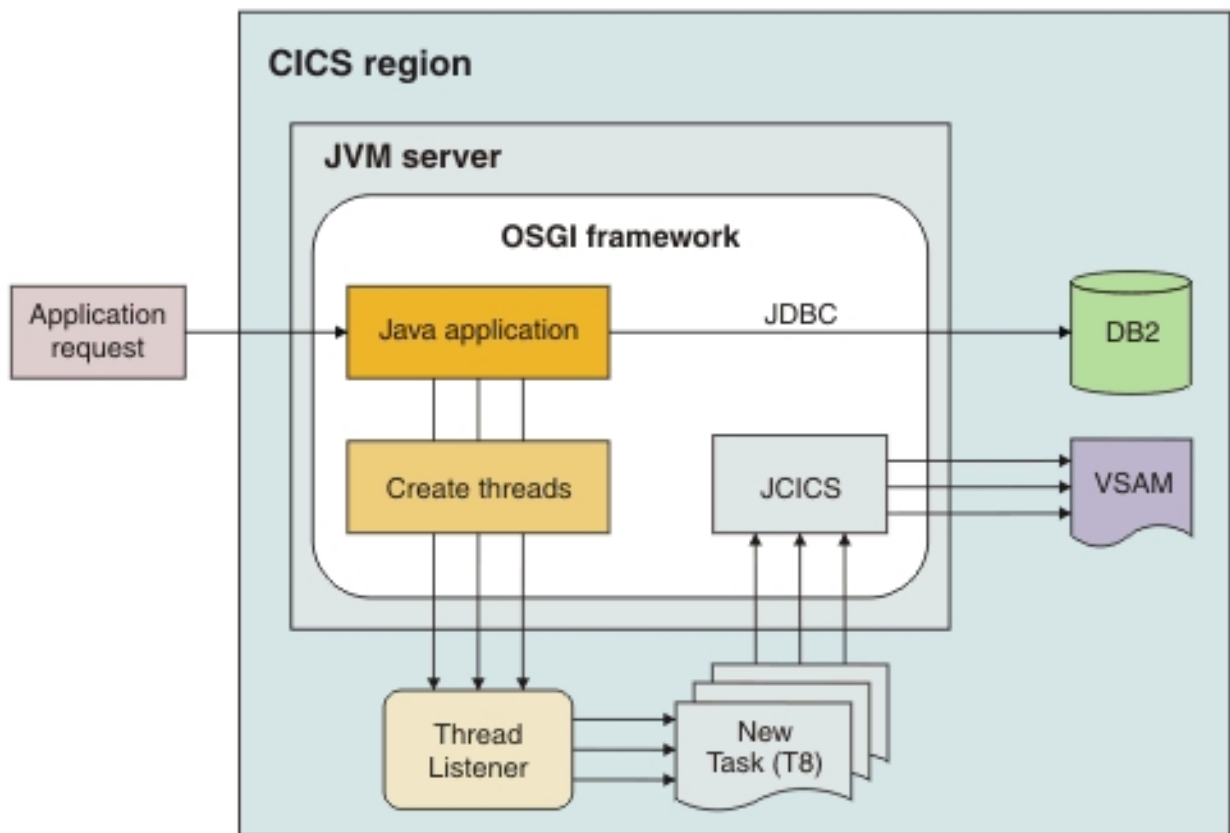 CICS region
JVM server
OSGI framework
Application
request
Java application
JDBC
DB2
Create threads
JCICS
VSAM
Thread
Listener
New
Task (T8)